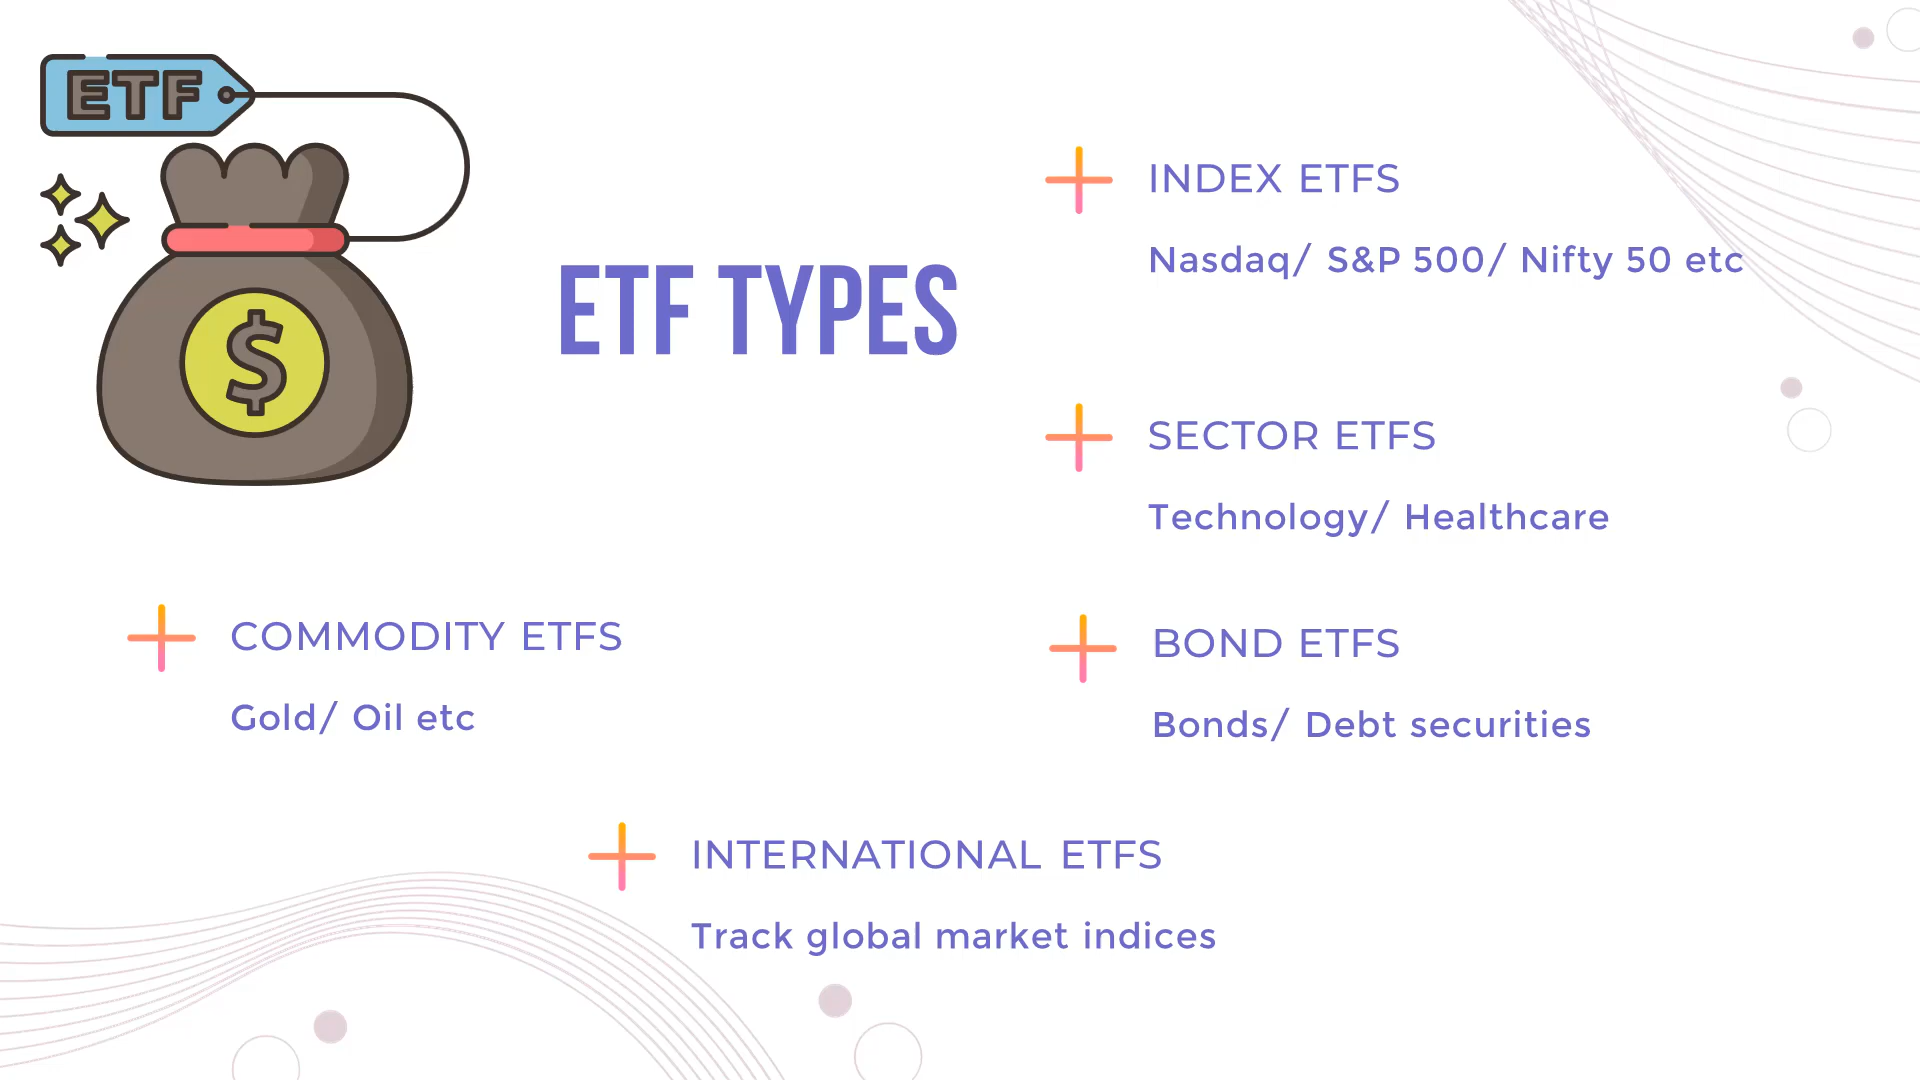 ETF
$
ETF TYPES
INDEX ETFS
Nasdaq/ S&P 500/ Nifty 50 etc
SECTOR ETFS
Technology/ Healthcare
COMMODITY ETFS
Gold/ Oil etc
BOND ETFS
Bonds/ Debt securities
INTERNATIONAL ETFS
Track global market indices